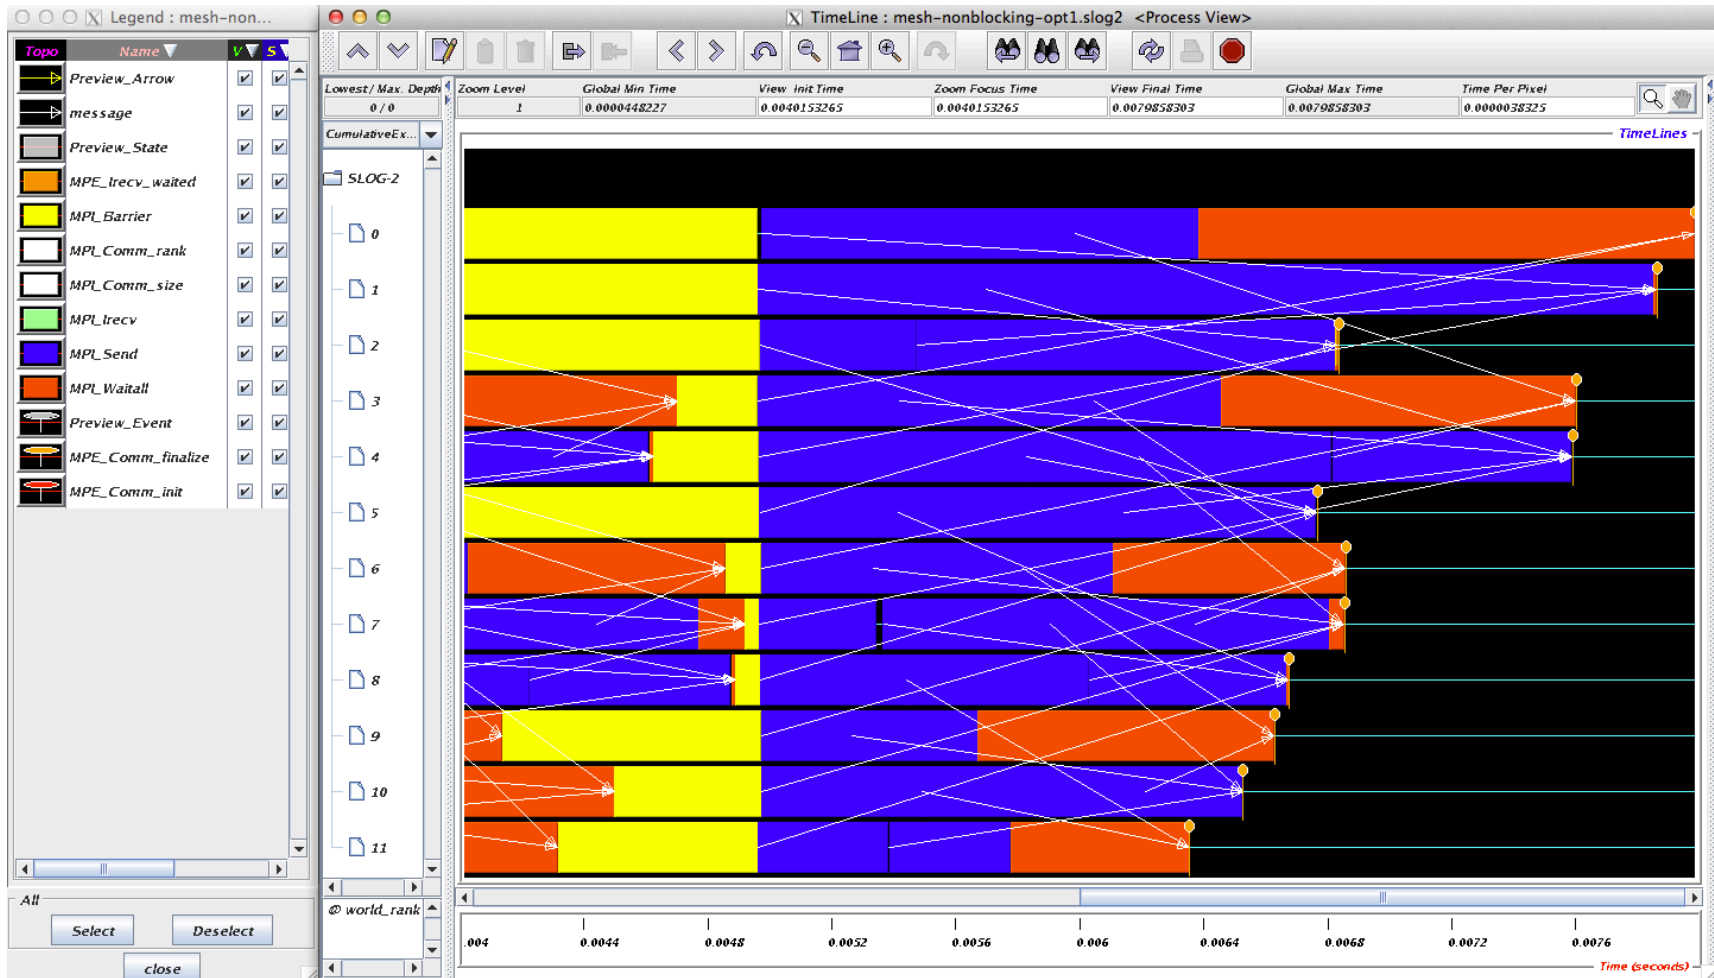 Legend : mesh-non...
Topo Name V S
Preview_Arrow
message
Preview_State
MPE_Irecv_waited
MPI_Barrier
MPI_Comm_rank
MPI_Comm_size
MPI_Irecv
MPI_Send
MPI_Waitall
Preview_Event
MPE_Comm_finalize
MPE_Comm_init
All
Select Deselect
close
TimeLine : mesh-nonblocking-opt1.slog2 <Process View>
Lowest / Max. Depth Zoom Level Global Min Time View Init Time Zoom Focus Time View Final Time Global Max Time Time Per Pixel
0 / 0 1 0.0000448227 0.0040153265 0.0040153265 0.0079858303 0.0079858303 0.0000038325
CumulativeEx...
TimeLines
SLOG-2
0
1
2
3
4
5
6
7
8
9
10
11
@ world_rank
.004 0.0044 0.0048 0.0052 0.0056 0.006 0.0064 0.0068 0.0072 0.0076
Time (seconds)